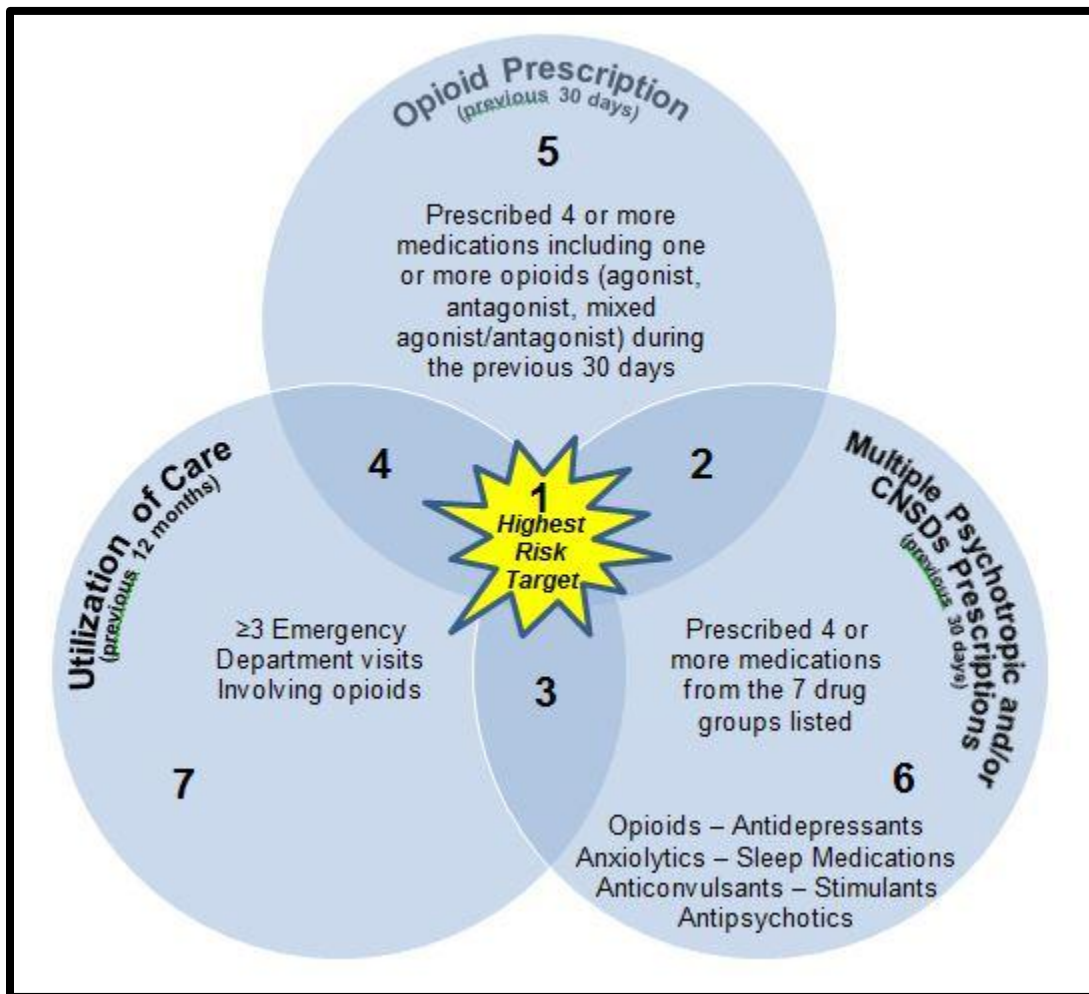 Opioid Prescription
(previous 30 days)
5
Prescribed 4 or more
medications including one
or more opioids (agonist,
antagonist, mixed
agonist/antagonist) during
the previous 30 days
4
2
1
Highest
Risk
Target
Utilization of Care
(previous 12 months)
≥3 Emergency
Department visits
Involving opioids
7
3
Multiple Psychotropic and/or
CNSDs Prescriptions
(previous 30 days)
Prescribed 4 or
more medications
from the 7 drug
groups listed
6
Opioids – Antidepressants
Anxiolytics – Sleep Medications
Anticonvulsants – Stimulants
Antipsychotics